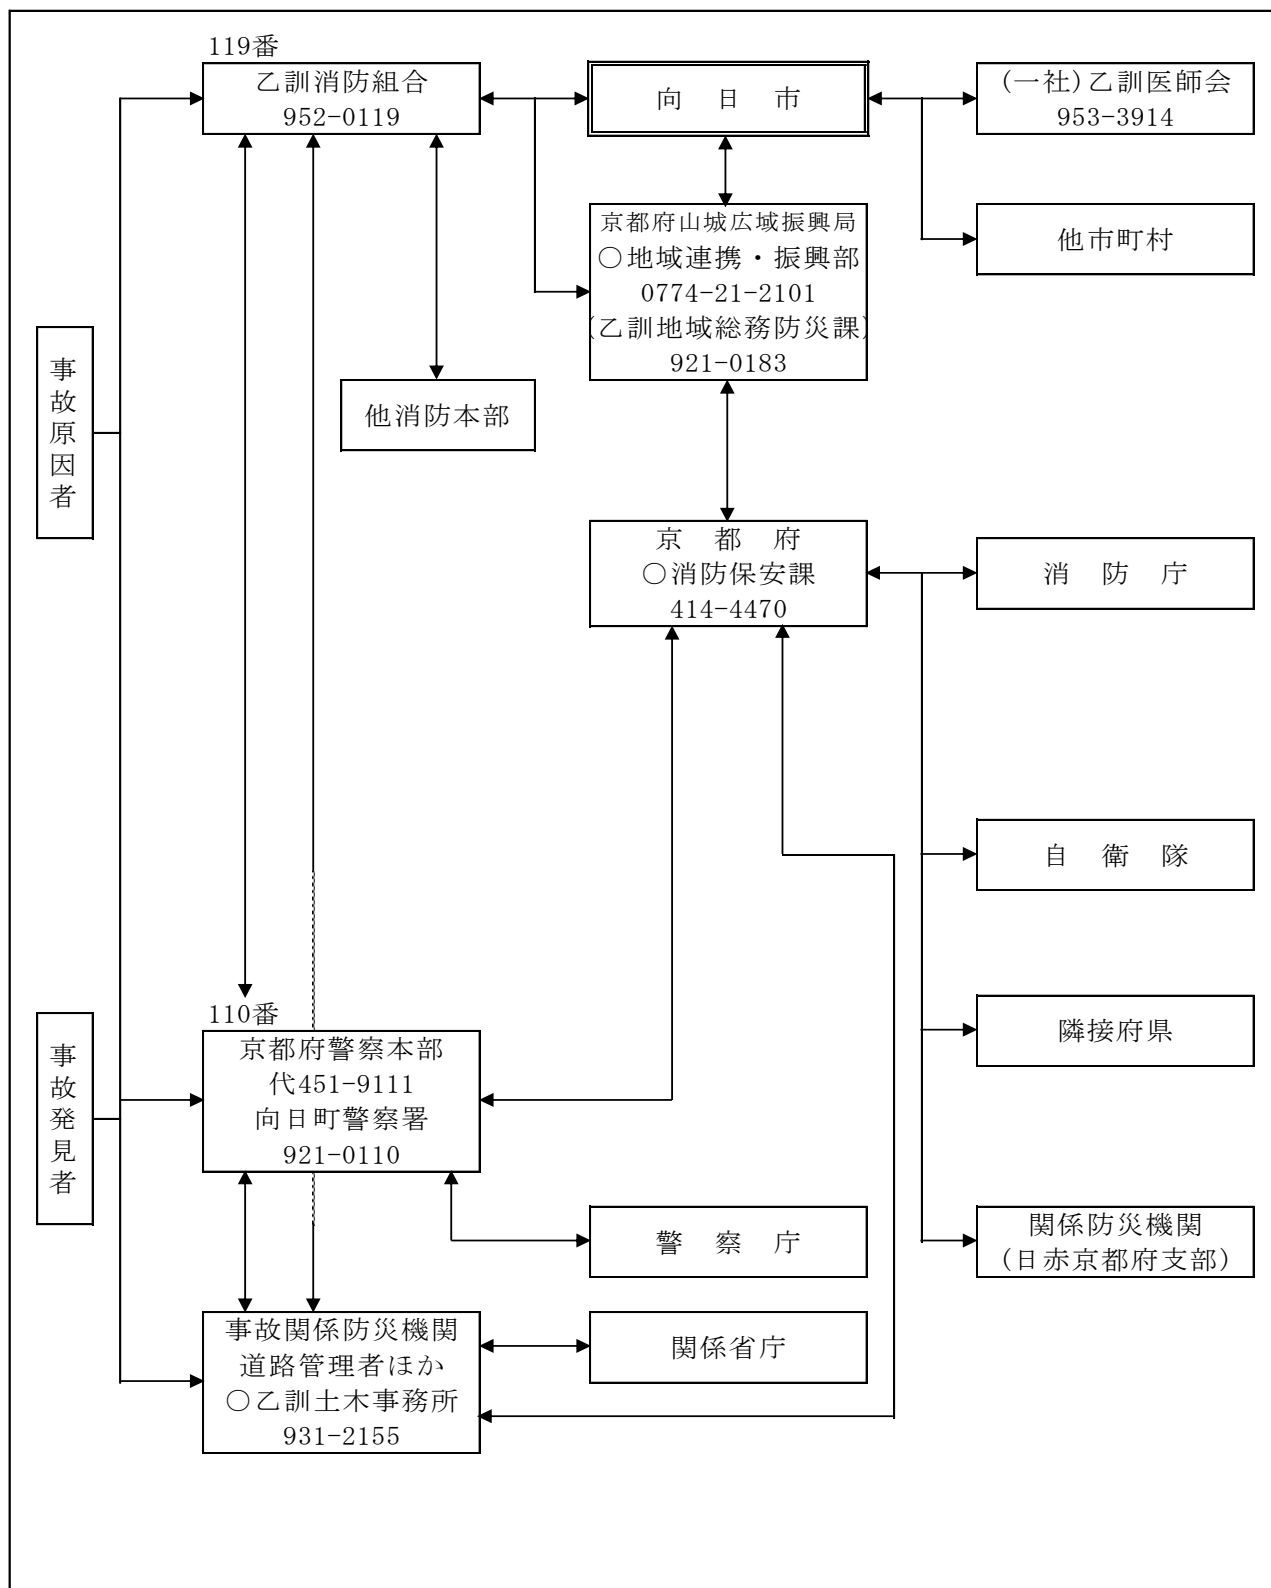 119番
乙訓消防組合
952-0119
向　日　市
(一社)乙訓医師会
953-3914
京都府山城広域振興局
○地域連携・振興部
0774-21-2101
(乙訓地域総務防災課)
921-0183
他市町村
事故原因者
他消防本部
京　都　府
○消防保安課
414-4470
消　防　庁
自　衛　隊
隣接府県
関係防災機関
(日赤京都府支部)
事故発見者
110番
京都府警察本部
代451-9111
向日町警察署
921-0110
警　察　庁
事故関係防災機関
道路管理者ほか
○乙訓土木事務所
931-2155
関係省庁